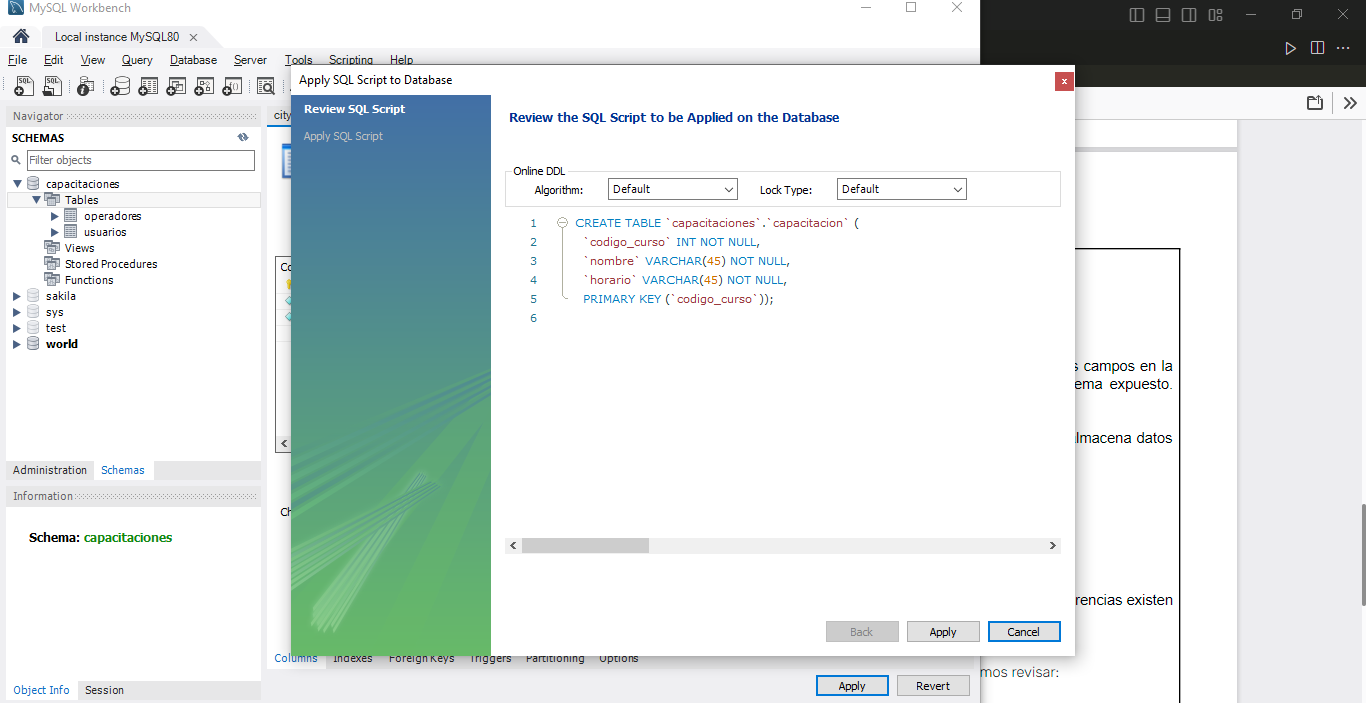 MySQL Workbench
Local instance MySQL80
File Edit View Query Database Server Tools Scripting Help
Navigator
SCHEMAS
Filter objects
capacitaciones
Tables
operadores
usuarios
Views
Stored Procedures
Functions
sakila
sys
test
world
Administration Schemas
Information
Schema: capacitaciones
Object Info Session
city
Co
Ch
Apply SQL Script to Database
Review SQL Script
Apply SQL Script
Review the SQL Script to be Applied on the Database
Online DDL
Algorithm: Default Lock Type: Default
1 CREATE TABLE `capacitaciones`.`capacitacion` (
2 `codigo_curso` INT NOT NULL,
3 `nombre` VARCHAR(45) NOT NULL,
4 `horario` VARCHAR(45) NOT NULL,
5 PRIMARY KEY (`codigo_curso`));
6
Back Apply Cancel
Columns Indexes Foreign Keys Triggers Partitioning Options
Apply Revert
s campos en la
ema expuesto.
lmacena datos
rencias existen
mos revisar: